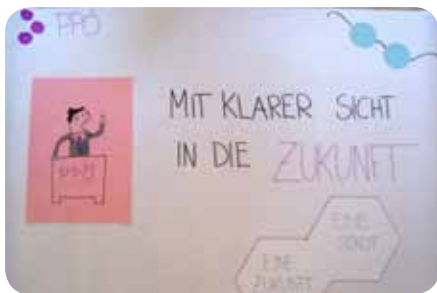 PPÖ
MIT KLARER SICHT
IN DIE ZUKUNFT
EINE
STADT
EINE
ZUKUNFT